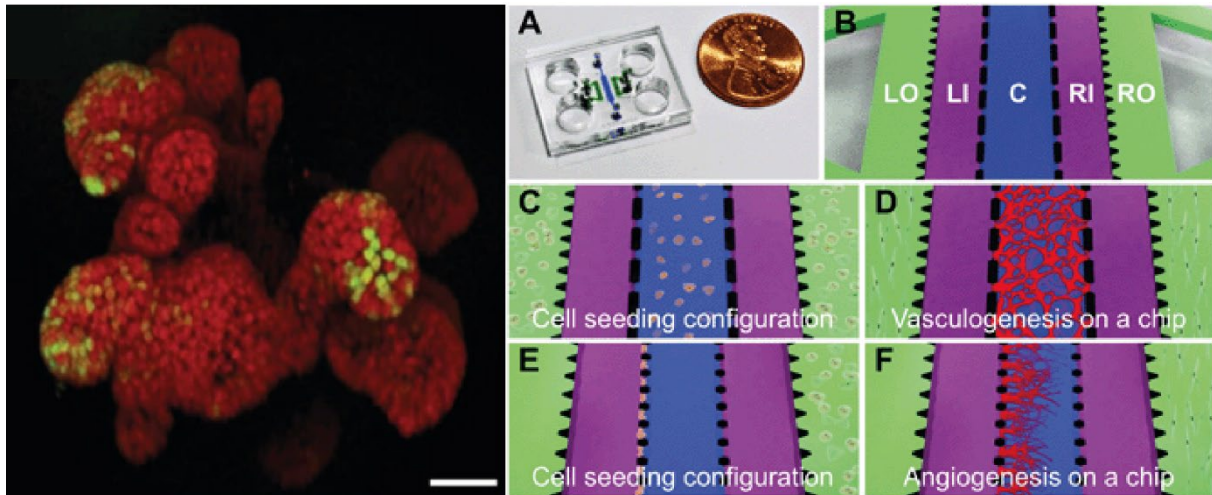 A
B
LO LI C RI RO
C
Cell seeding configuration
D
Vasculogenesis on a chip
E
Cell seeding configuration
F
Angiogenesis on a chip